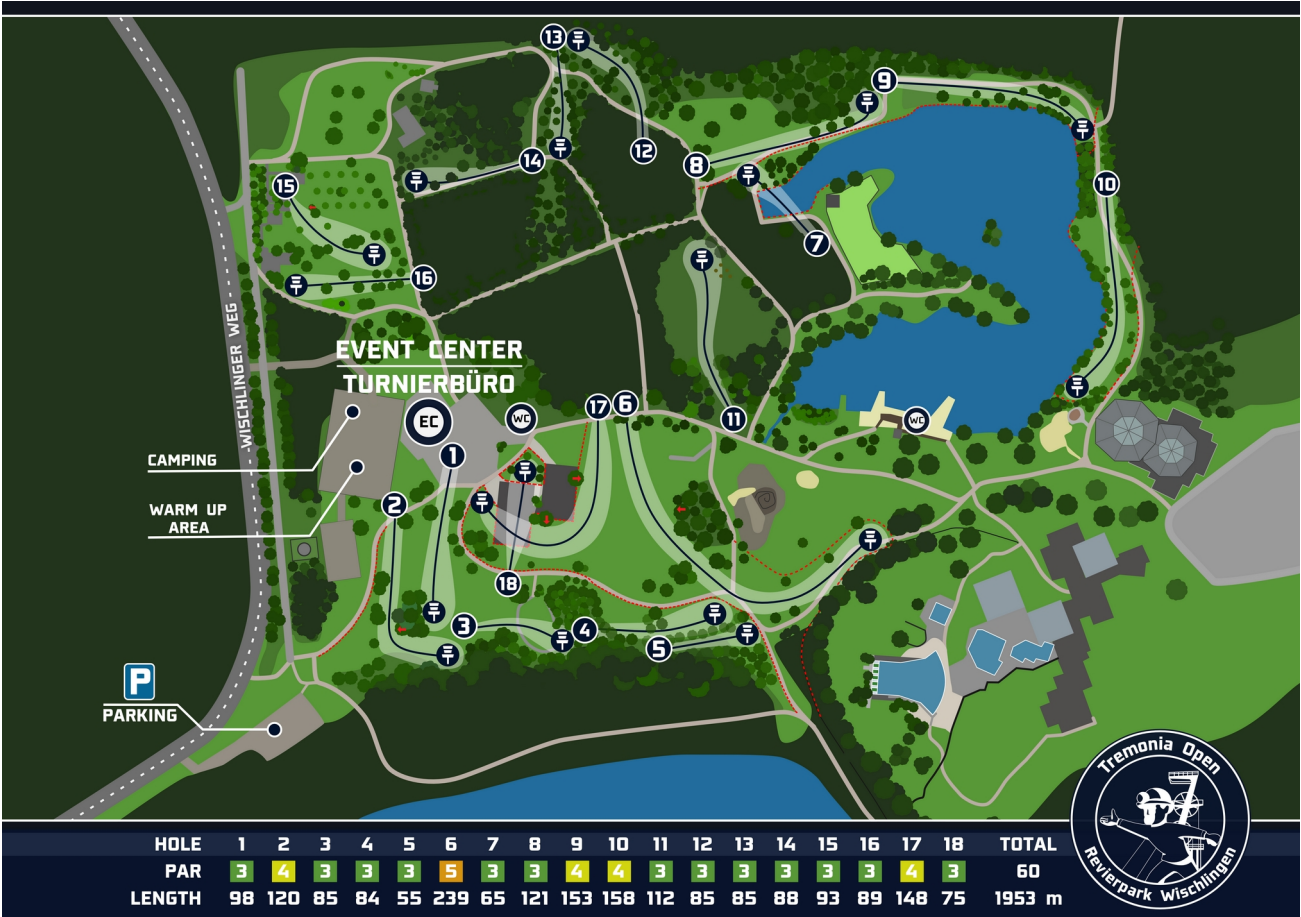 13
9
12
14
8
15
10
7
16
WISCHLINGER WEG
EVENT CENTER
TURNIERBÜRO
EC
WC
17
6
11
WC
CAMPING
1
WARM UP
AREA
2
18
3
4
5
P
PARKING
Tremonia Open
Revierpark Wischlingen
HOLE 1 2 3 4 5 6 7 8 9 10 11 12 13 14 15 16 17 18 TOTAL
PAR 3 4 3 3 3 5 3 3 4 4 3 3 3 3 3 3 4 3 60
LENGTH 98 120 85 84 55 239 65 121 153 158 112 85 85 88 93 89 148 75 1953 m